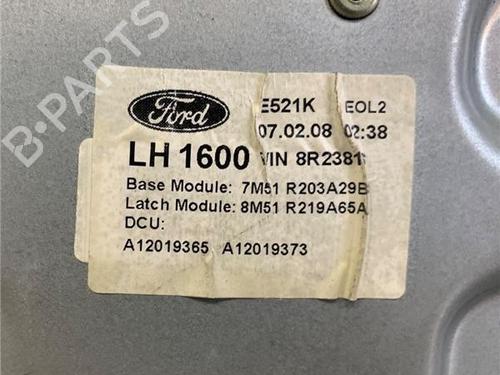 B-PARTS
Ford E521K EOL2
07.02.08 02:38
LH 1600 VIN 8R2381
Base Module: 7M51 R203A29B
Latch Module: 8M51 R219A65A
DCU:
A12019365 A12019373